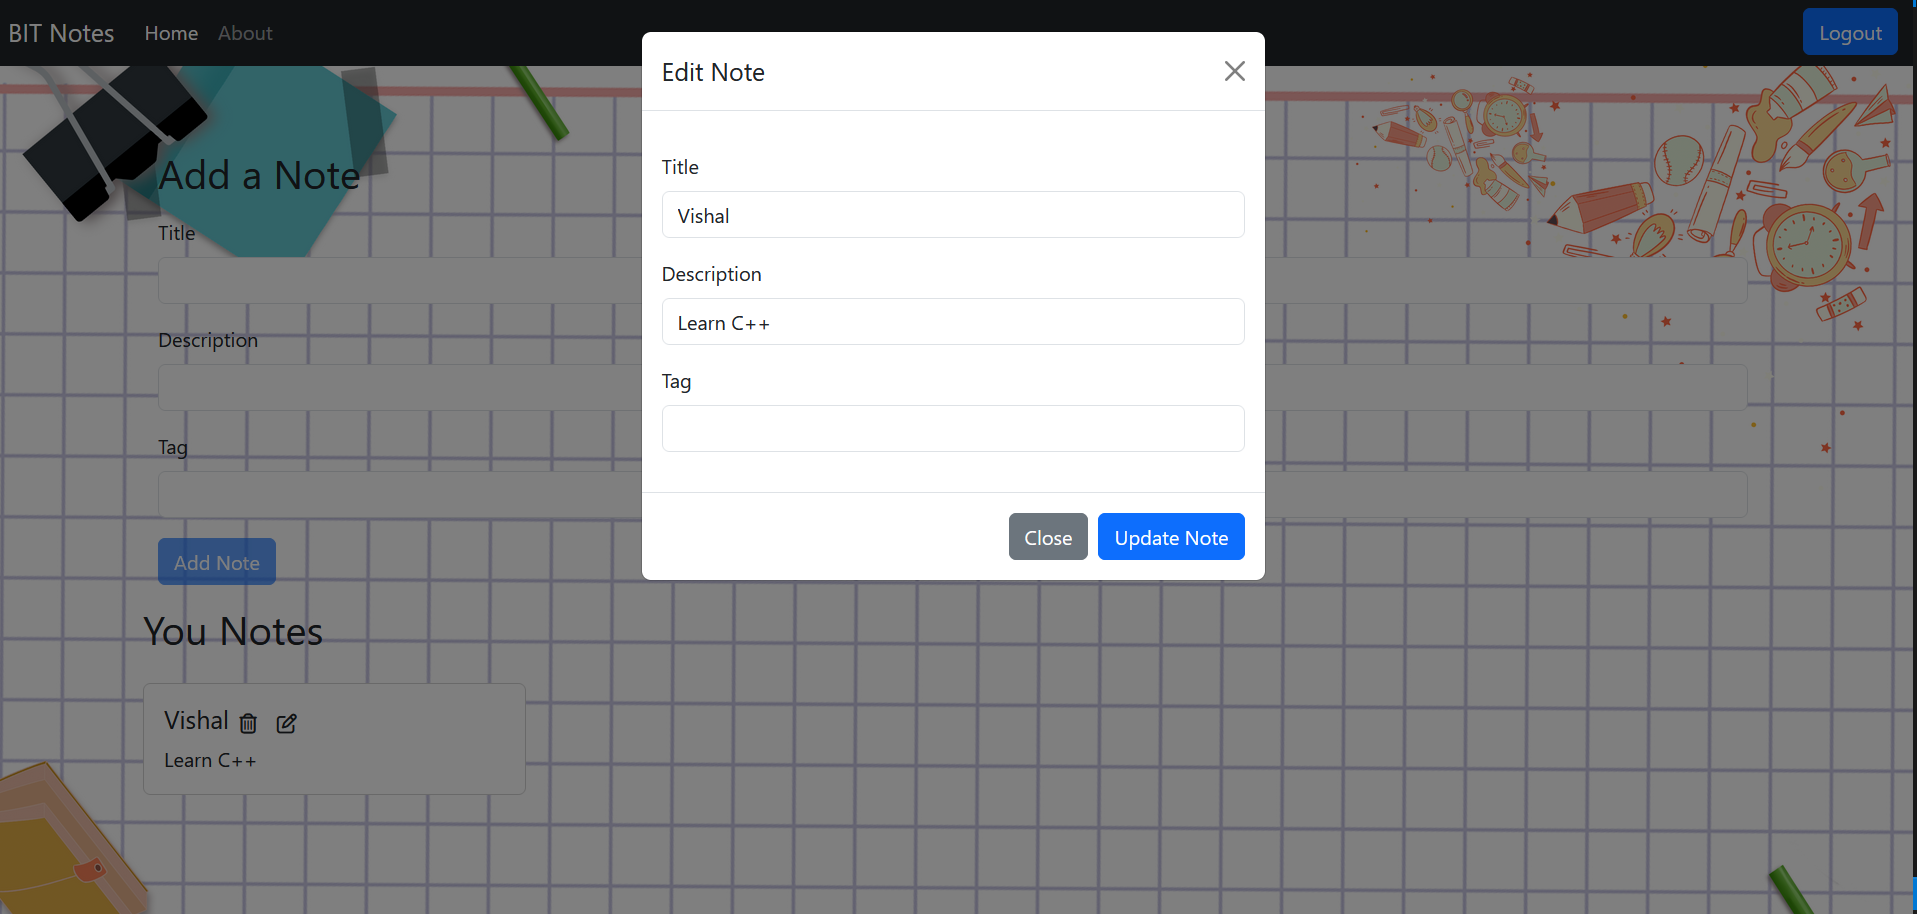 BIT Notes Home About Logout
Edit Note
Title
Vishal
Description
Learn C++
Tag
Close Update Note
Add a Note
Title
Description
Tag
Add Note
You Notes
Vishal
Learn C++